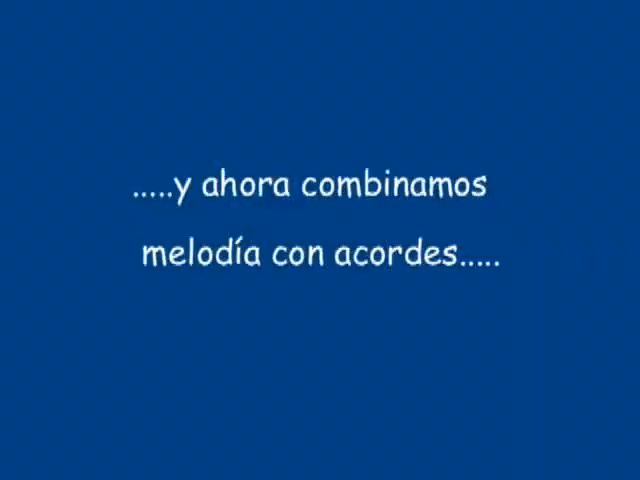 .....y ahora combinamos
melodía con acordes.....